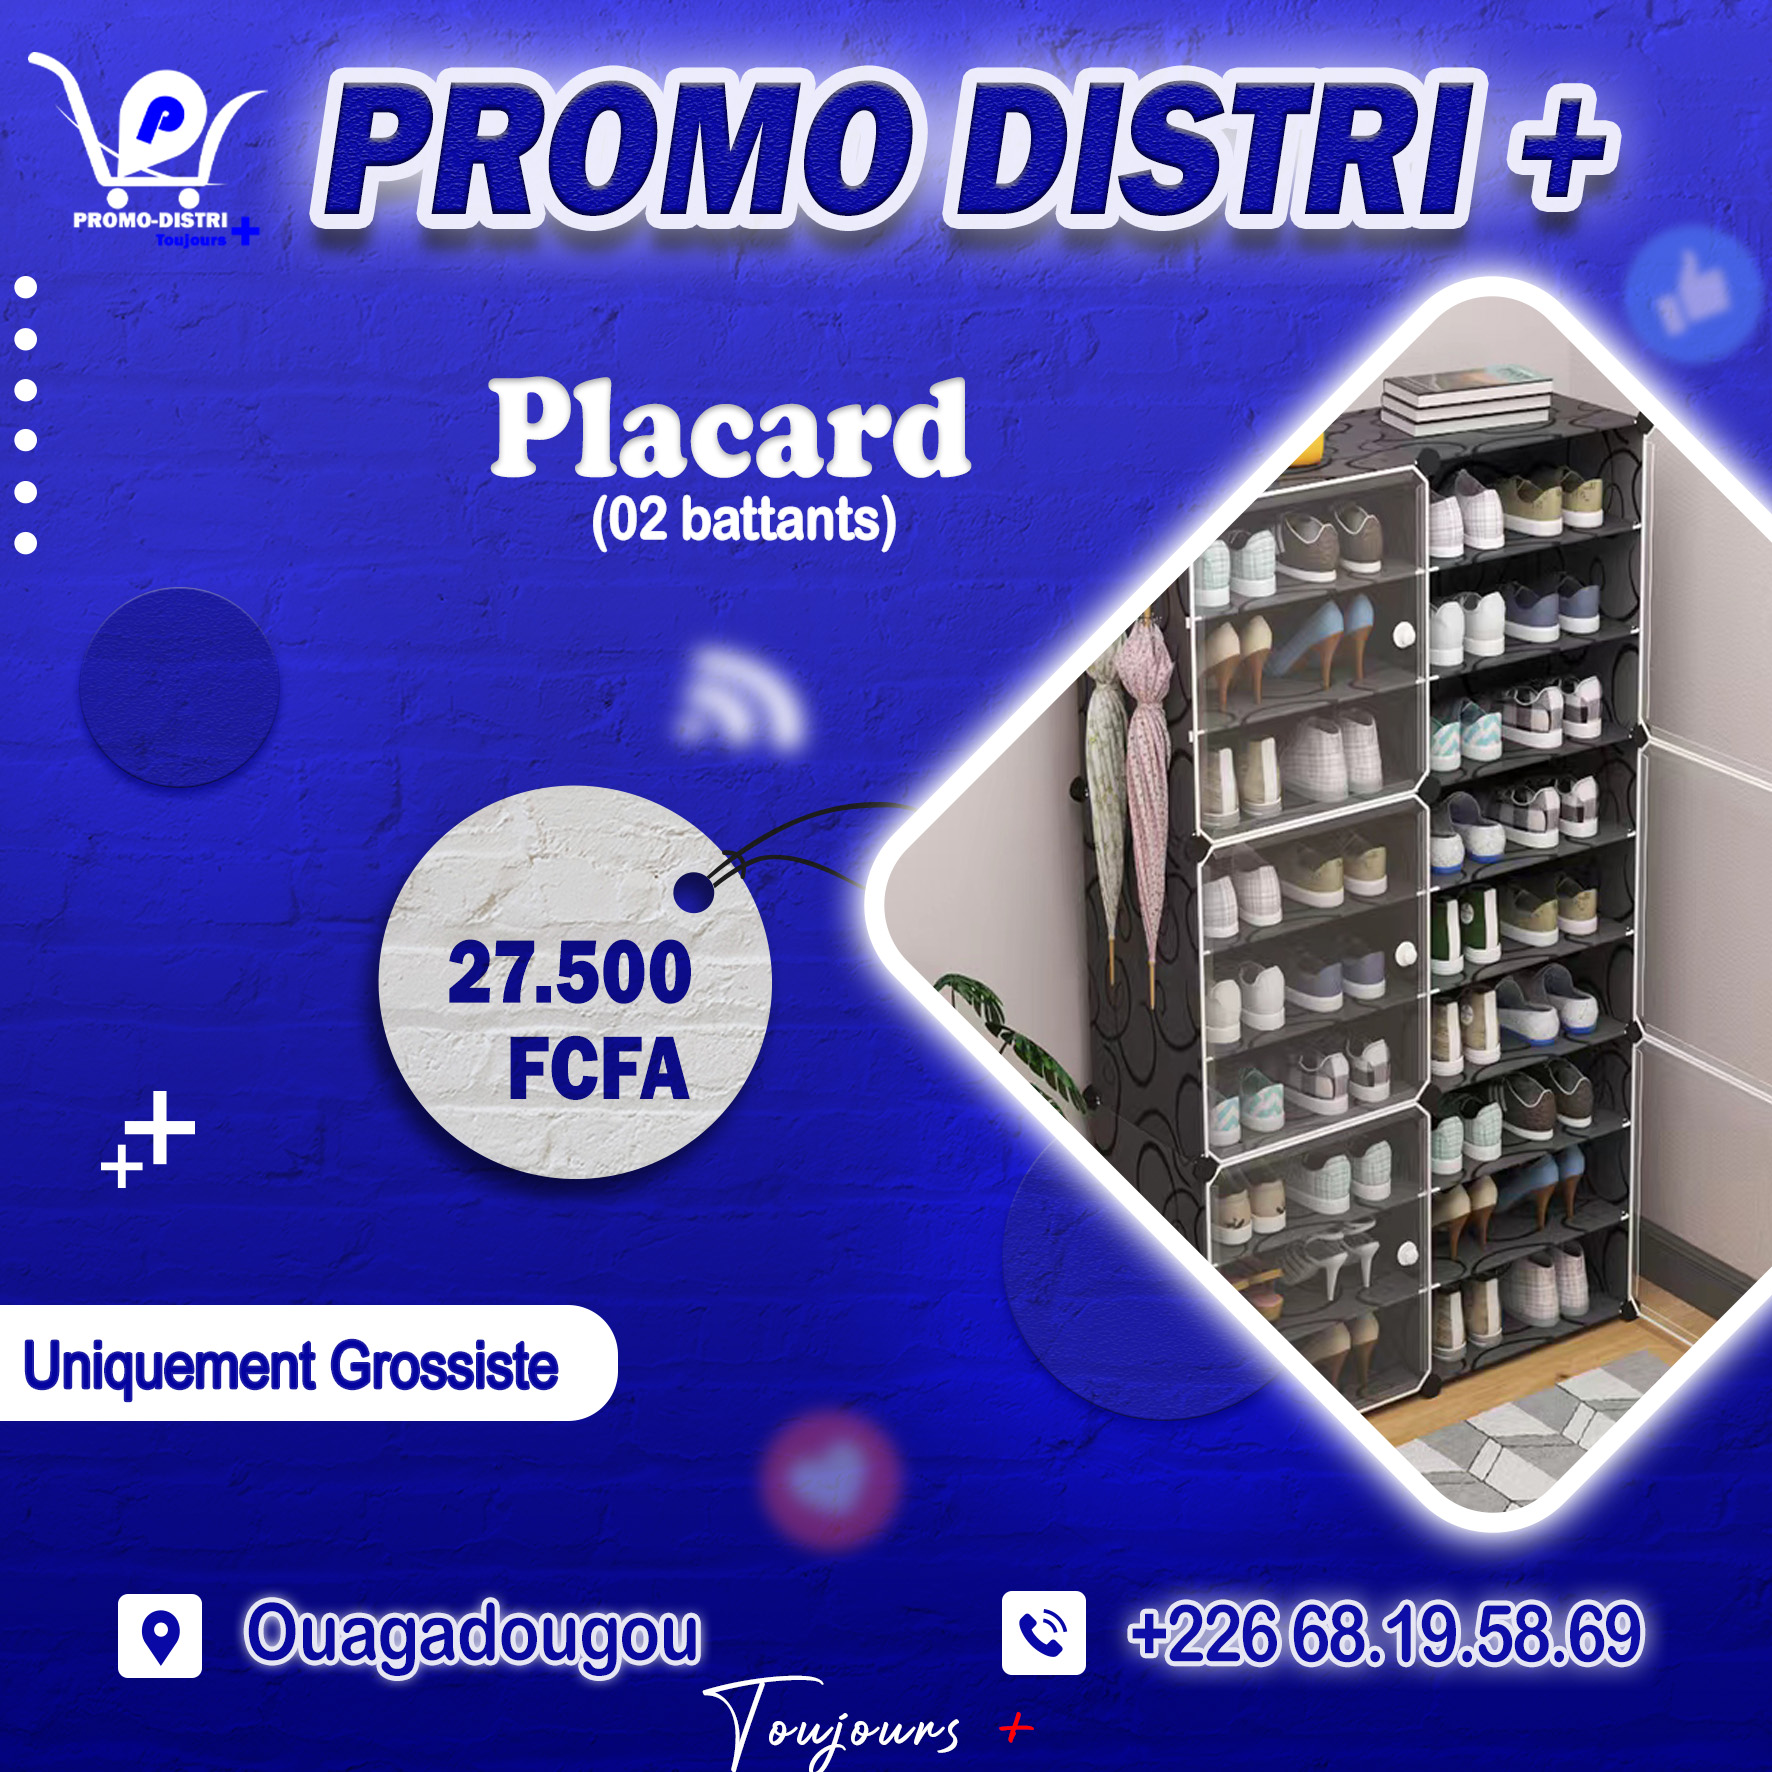 PROMO-DISTRI
Toujours +
PROMO DISTRI +
Placard
(02 battants)
27.500
FCFA
Uniquement Grossiste
Ouagadougou
+226 68.19.58.69
Toujours +